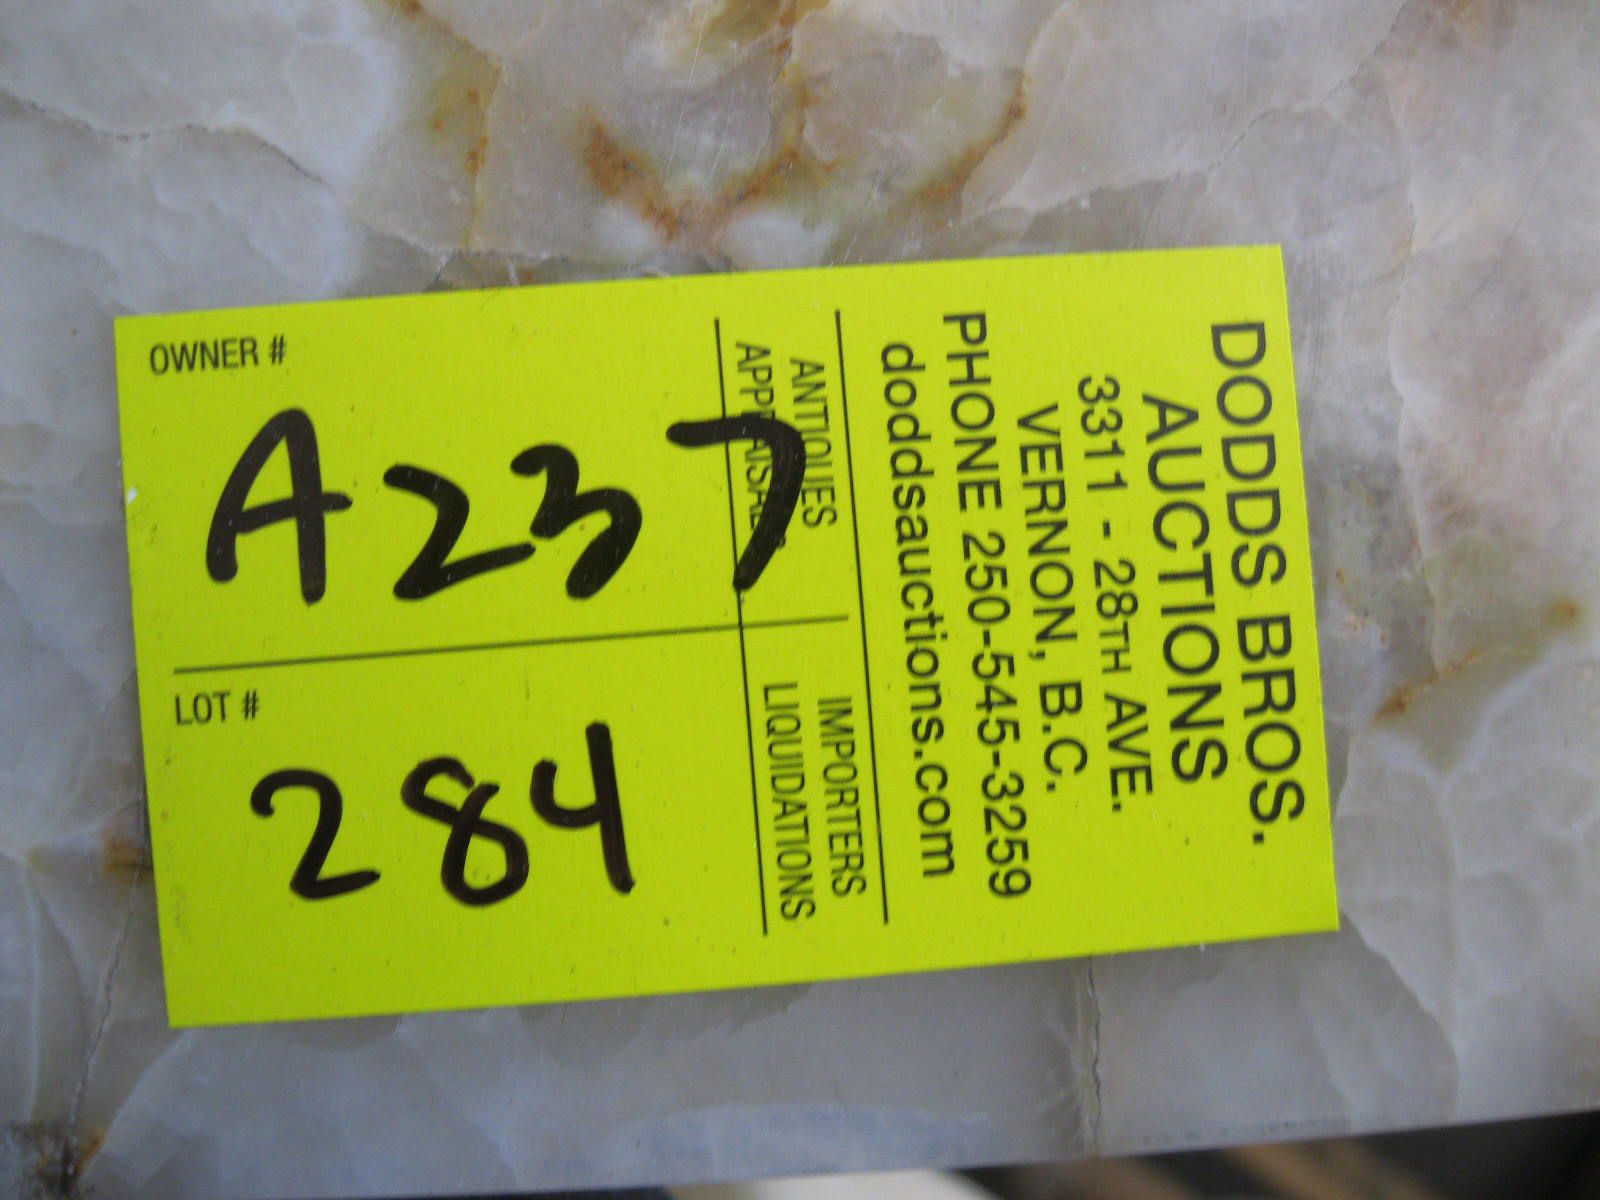 DODDS BROS.
AUCTIONS
3311 - 28TH AVE.
VERNON, B.C.
PHONE 250-545-3259
doddsauctions.com
ANTIQUES IMPORTERS
APPRAISALS LIQUIDATIONS
OWNER #
A237
LOT #
284